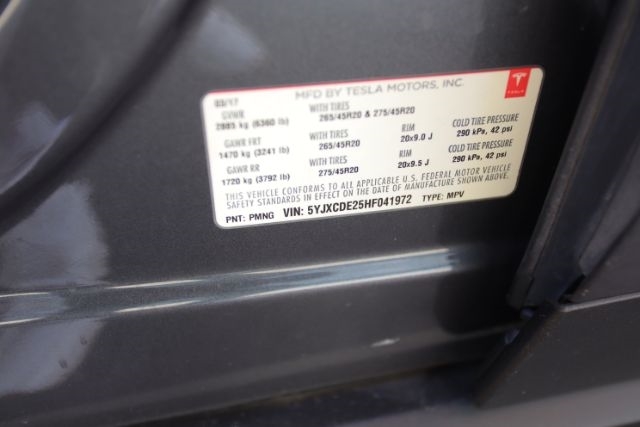 MFD BY TESLA MOTORS, INC.
TESLA
03/17
GVWR
2885 kg (6360 lb)
WITH TIRES
265/45R20 & 275/45R20
GAWR FRT
1470 kg (3241 lb)
WITH TIRES
265/45R20
RIM
20x9.0 J
COLD TIRE PRESSURE
290 kPa, 42 psi
GAWR RR
1720 kg (3792 lb)
WITH TIRES
275/45R20
RIM
20x9.5 J
COLD TIRE PRESSURE
290 kPa, 42 psi
THIS VEHICLE CONFORMS TO ALL APPLICABLE U.S. FEDERAL MOTOR VEHICLE
SAFETY STANDARDS IN EFFECT ON THE DATE OF MANUFACTURE SHOWN ABOVE.
PNT: PMNG VIN: 5YJXCDE25HF041972 TYPE: MPV